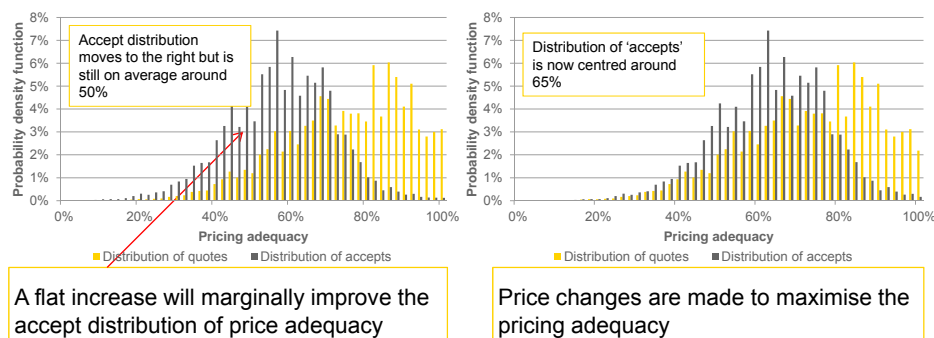 8%
7%
6%
5%
4%
3%
2%
1%
0%
Probability density function
Accept distribution
moves to the right but is
still on average around
50%
0% 20% 40% 60% 80% 100%
Pricing adequacy
Distribution of quotes Distribution of accepts
A flat increase will marginally improve the
accept distribution of price adequacy
8%
7%
6%
5%
4%
3%
2%
1%
0%
Probability density function
Distribution of ‘accepts’
is now centred around
65%
0% 20% 40% 60% 80% 100%
Pricing adequacy
Distribution of quotes Distribution of accepts
Price changes are made to maximise the
pricing adequacy